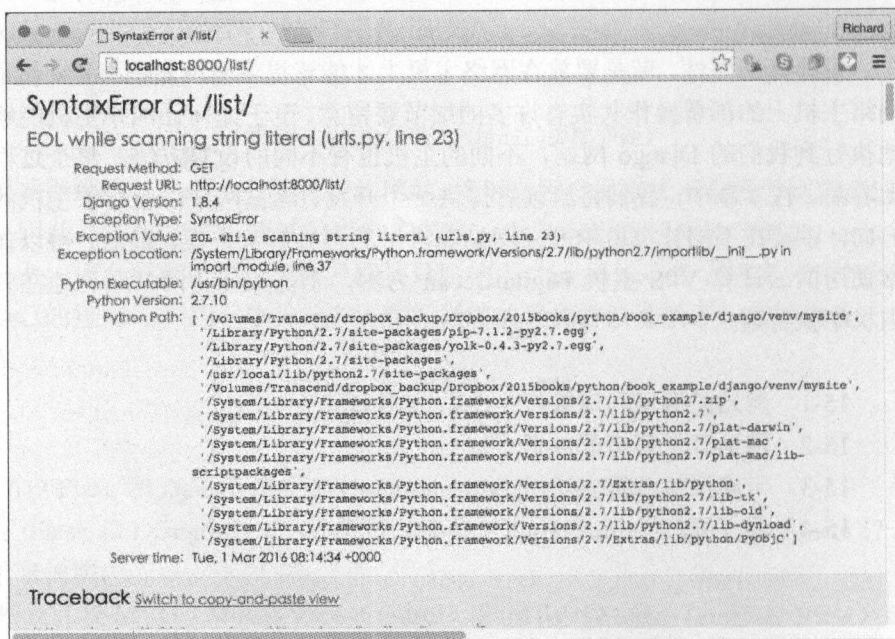 SyntaxError at /list/
Richard
localhost:8000/list/
SyntaxError at /list/
EOL while scanning string literal (urls.py, line 23)
Request Method: GET
Request URL: http://localhost:8000/list/
Django Version: 1.8.4
Exception Type: SyntaxError
Exception Value: EOL while scanning string literal (urls.py, line 23)
Exception Location: /System/Library/Frameworks/Python.framework/Versions/2.7/lib/python2.7/importlib/__init__.py in
import_module, line 37
Python Executable: /usr/bin/python
Python Version: 2.7.10
Python Path: ['/Volumes/Transcend/dropbox_backup/Dropbox/2015books/python/book_example/django/venv/mysite',
'/Library/Python/2.7/site-packages/pip-7.1.2-py2.7.egg',
'/Library/Python/2.7/site-packages/yolk-0.4.3-py2.7.egg',
'/Library/Python/2.7/site-packages',
'/usr/local/lib/python2.7/site-packages',
'/Volumes/Transcend/dropbox_backup/Dropbox/2015books/python/book_example/django/venv/mysite',
'/System/Library/Frameworks/Python.framework/Versions/2.7/lib/python27.zip',
'/System/Library/Frameworks/Python.framework/Versions/2.7/lib/python2.7',
'/System/Library/Frameworks/Python.framework/Versions/2.7/lib/python2.7/plat-darwin',
'/System/Library/Frameworks/Python.framework/Versions/2.7/lib/python2.7/plat-mac',
'/System/Library/Frameworks/Python.framework/Versions/2.7/lib/python2.7/plat-mac/lib-
scriptpackages',
'/System/Library/Frameworks/Python.framework/Versions/2.7/Extras/lib/python',
'/System/Library/Frameworks/Python.framework/Versions/2.7/lib/python2.7/lib-tk',
'/System/Library/Frameworks/Python.framework/Versions/2.7/lib/python2.7/lib-old',
'/System/Library/Frameworks/Python.framework/Versions/2.7/lib/python2.7/lib-dynload',
'/System/Library/Frameworks/Python.framework/Versions/2.7/Extras/lib/python/PyObjC']
Server time: Tue, 1 Mar 2016 08:14:34 +0000
Traceback Switch to copy-and-paste view